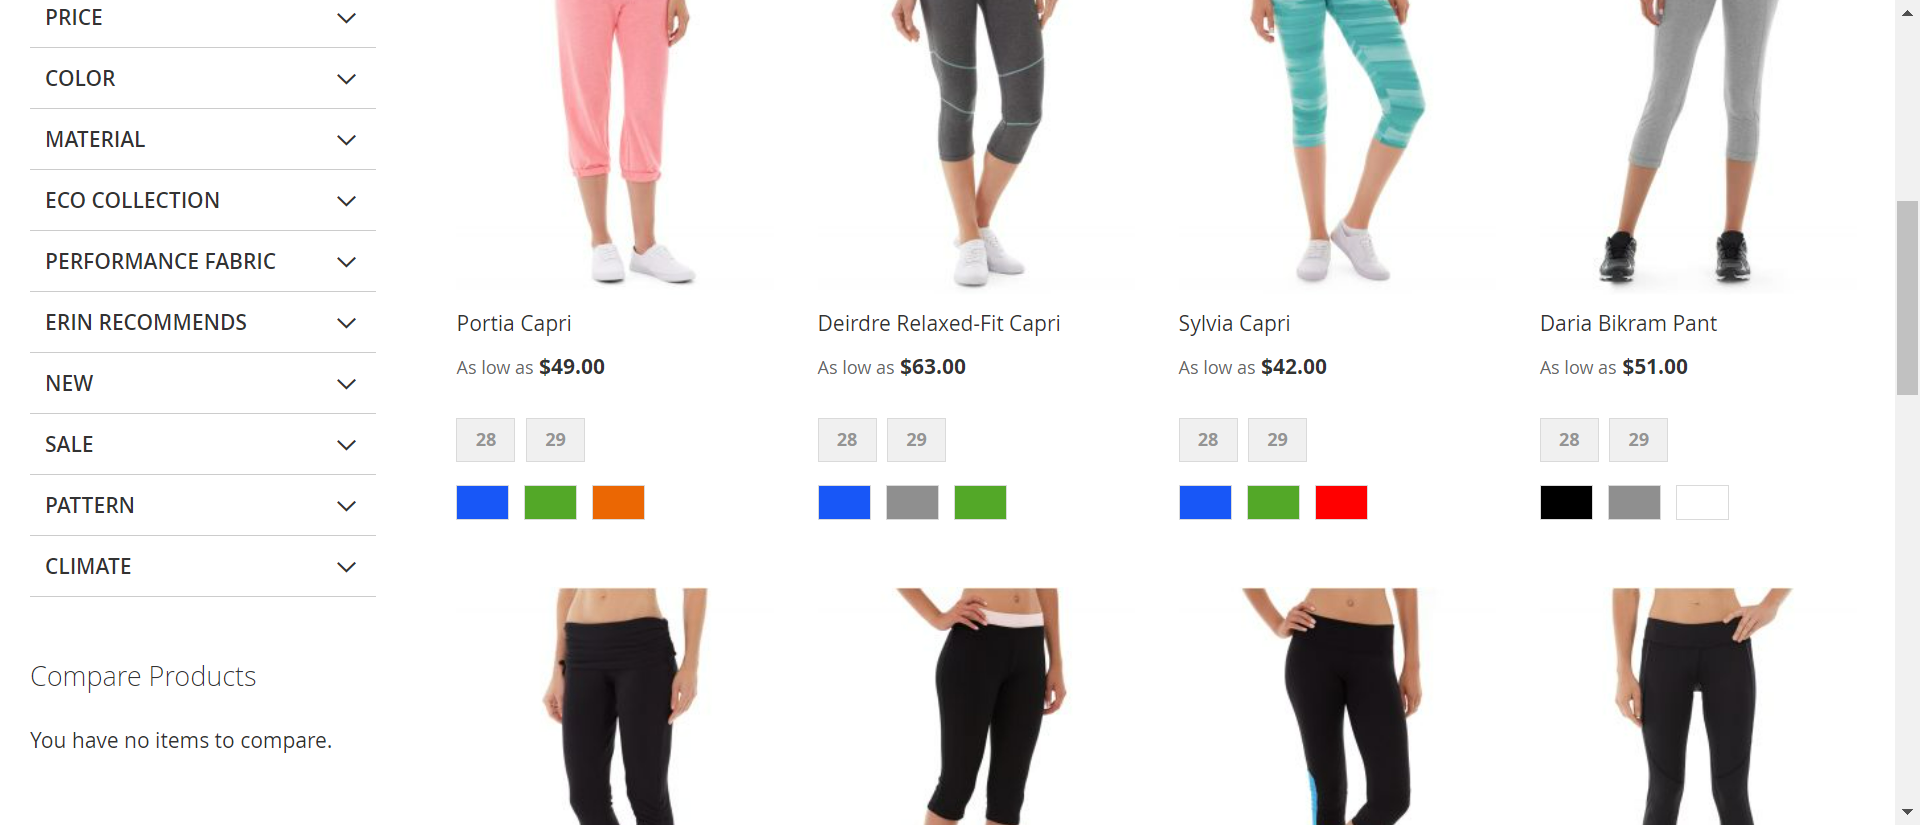 PRICE
COLOR
MATERIAL
ECO COLLECTION
PERFORMANCE FABRIC
ERIN RECOMMENDS
NEW
SALE
PATTERN
CLIMATE
Compare Products
You have no items to compare.
Portia Capri
As low as $49.00
28 29
Deirdre Relaxed-Fit Capri
As low as $63.00
28 29
Sylvia Capri
As low as $42.00
28 29
Daria Bikram Pant
As low as $51.00
28 29